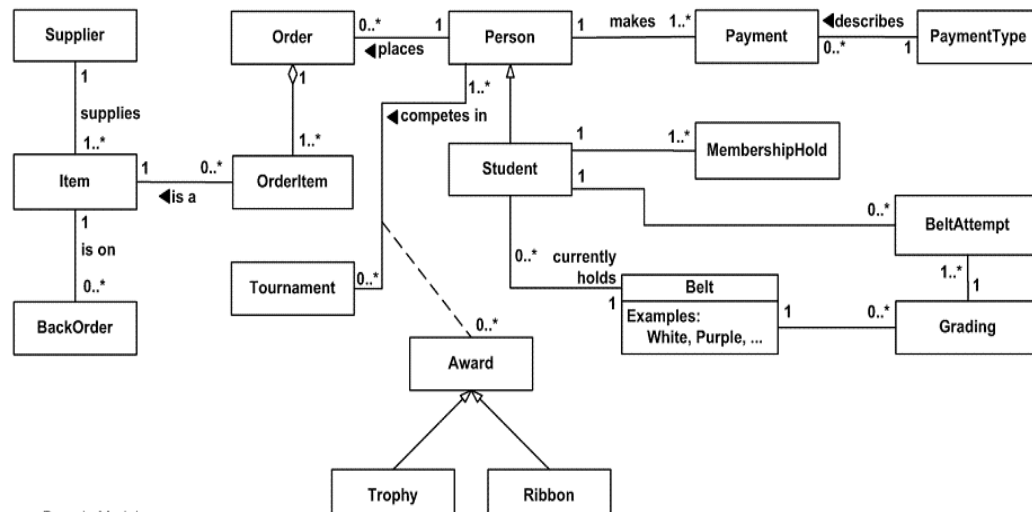 Supplier
Order
Person
Payment
PaymentType
0..*
1
places
1
makes
1..*
describes
0..*
1
1
supplies
1..*
1
1..*
1..*
competes in
Item
1
0..*
is a
OrderItem
Student
1
1..*
MembershipHold
1
0..*
BeltAttempt
1
is on
0..*
BackOrder
Tournament
0..*
0..*
currently
holds
1
Belt
Examples:
White, Purple, ...
1
0..*
1..*
1
Grading
0..*
Award
Trophy
Ribbon